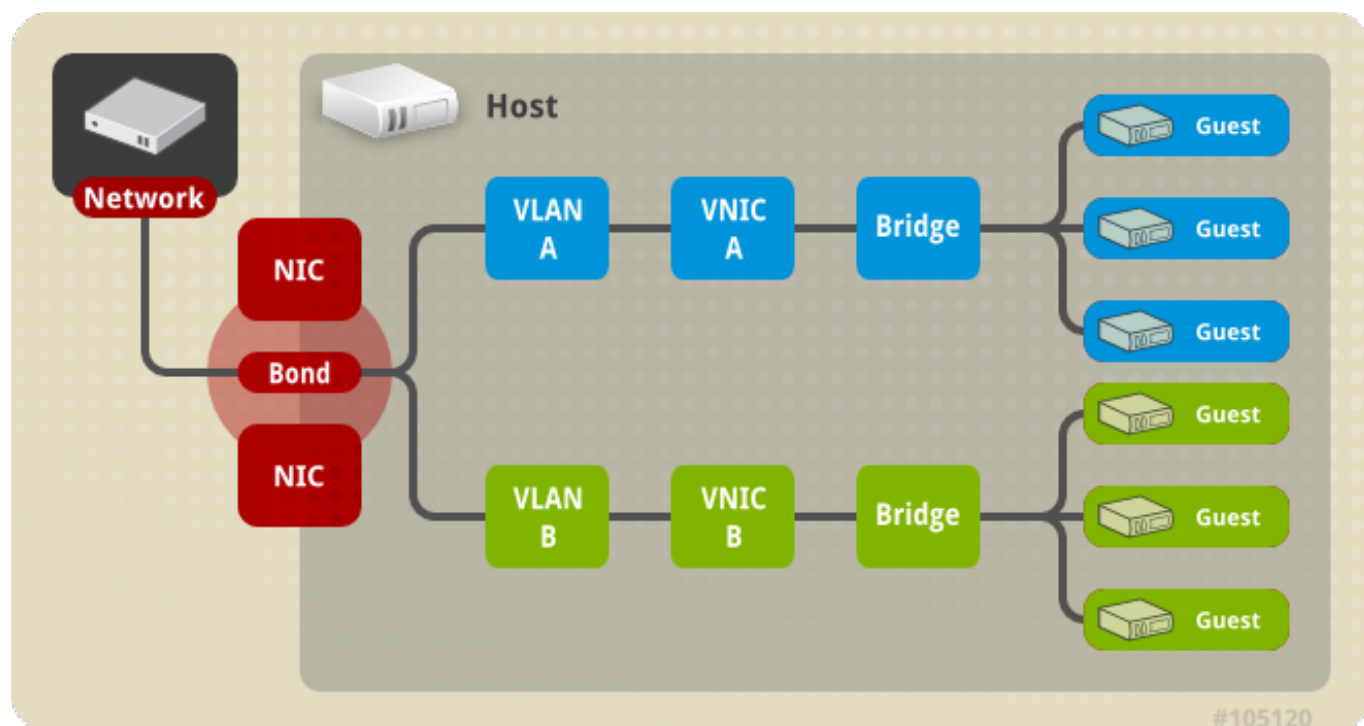 Host
Network
NIC
Bond
NIC
VLAN
A
VNIC
A
Bridge
Guest
Guest
Guest
VLAN
B
VNIC
B
Bridge
Guest
Guest
Guest
#105120